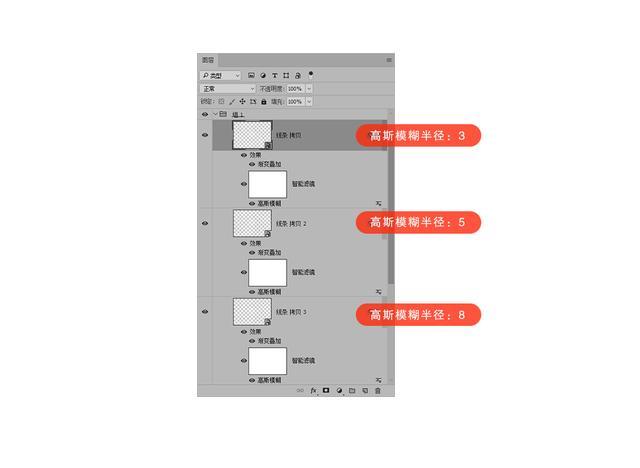 图层
类型
正常
不透明度: 100%
锁定:
填充: 100%
墙上
线条 拷贝
高斯模糊半径：3
效果
渐变叠加
智能滤镜
高斯模糊
线条 拷贝 2
高斯模糊半径：5
效果
渐变叠加
智能滤镜
高斯模糊
线条 拷贝 3
高斯模糊半径：8
效果
渐变叠加
智能滤镜
高斯模糊
fx